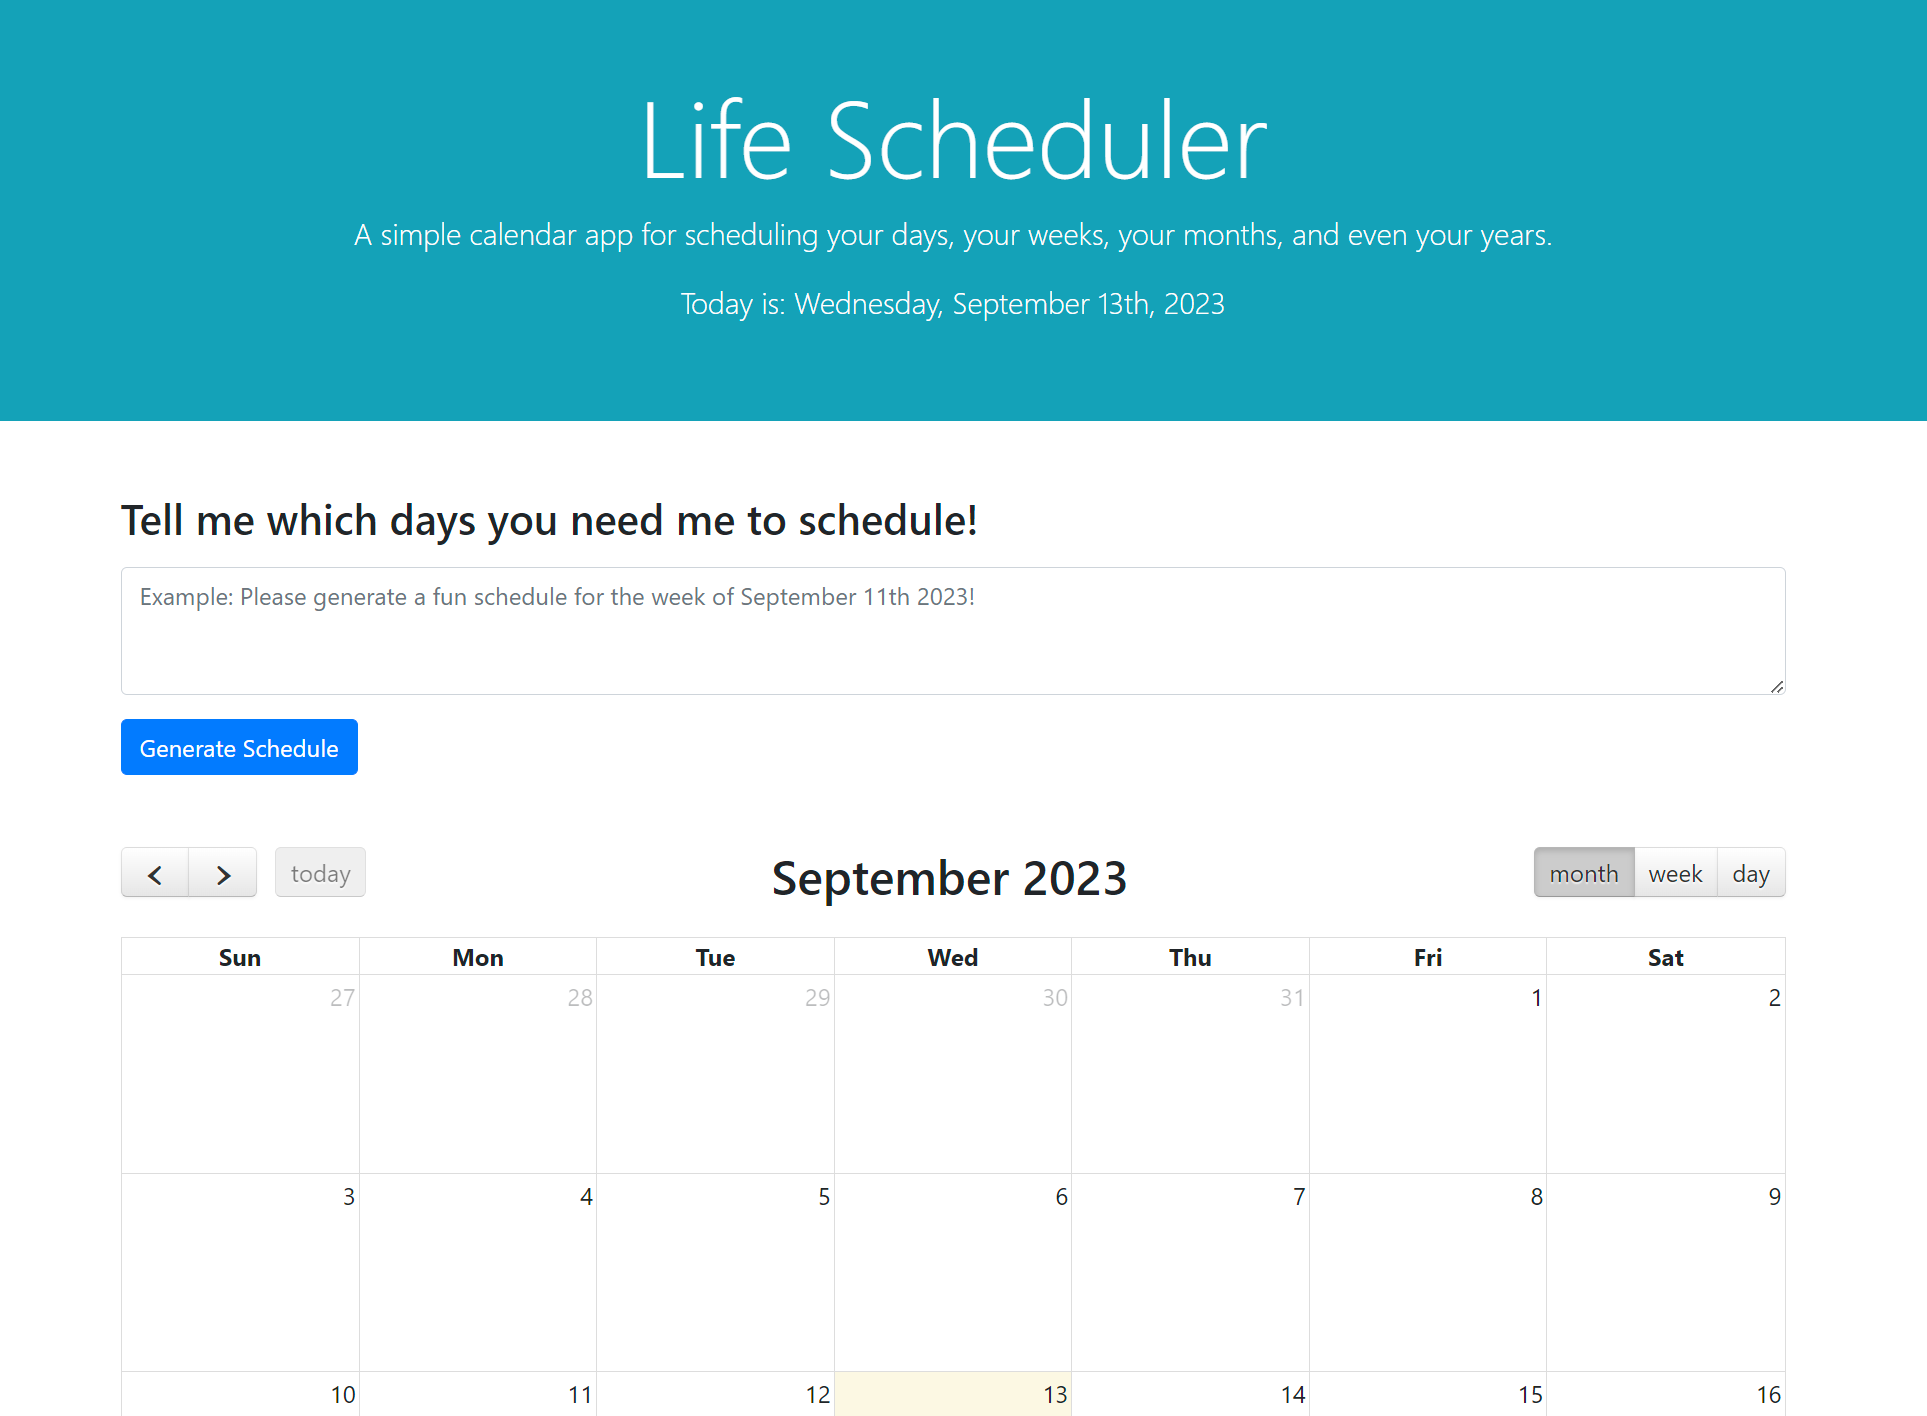 Life Scheduler
A simple calendar app for scheduling your days, your weeks, your months, and even your years.
Today is: Wednesday, September 13th, 2023
Tell me which days you need me to schedule!
Example: Please generate a fun schedule for the week of September 11th 2023!
Generate Schedule
today September 2023 month week day
Sun Mon Tue Wed Thu Fri Sat
27 28 29 30 31 1 2
3 4 5 6 7 8 9
10 11 12 13 14 15 16